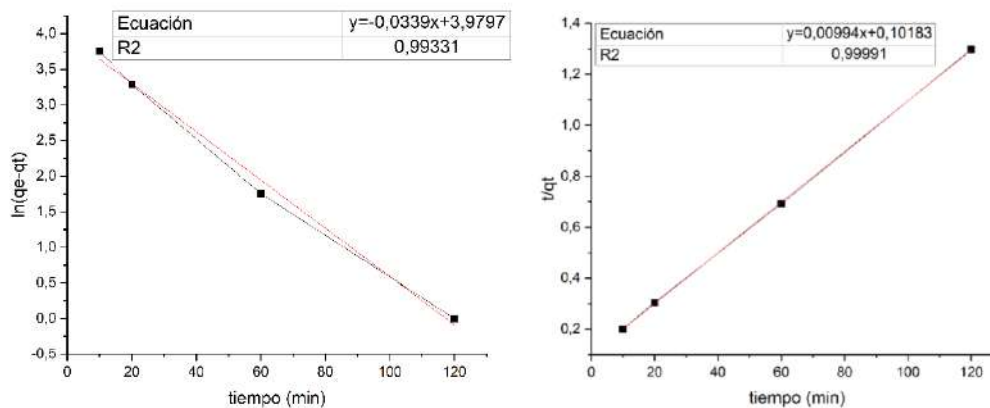 Ecuación y=-0,0339x+3,9797
R2 0,99331
4,0
3,5
3,0
2,5
2,0
1,5
1,0
0,5
0,0
-0,5
ln(qe-qt)
0 20 40 60 80 100 120
tiempo (min)
Ecuación y=0,00994x+0,10183
R2 0,99991
1,4
1,2
1,0
0,8
0,6
0,4
0,2
t/qt
0 20 40 60 80 100 120
tiempo (min)